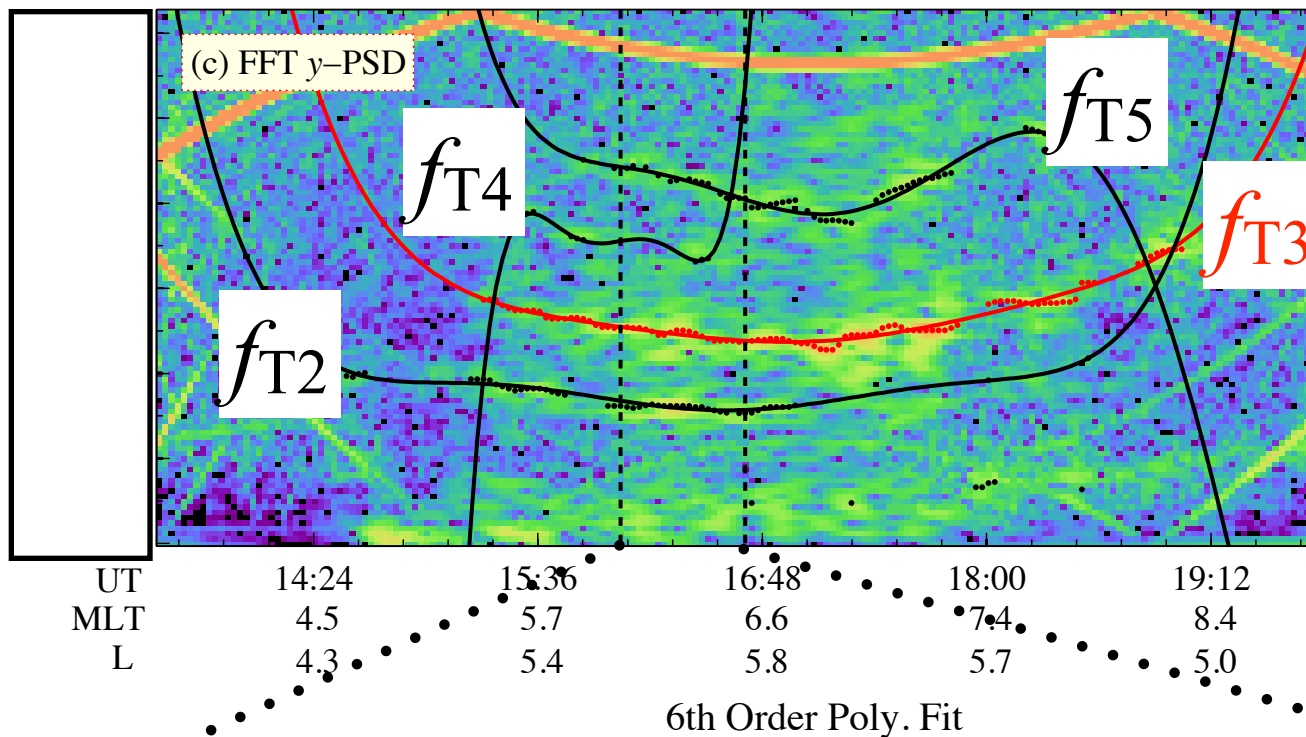 (c) FFT y–PSD
fT5
fT4
fT3
fT2
UT 14:24 15:36 16:48 18:00 19:12
MLT 4.5 5.7 6.6 7.4 8.4
L 4.3 5.4 5.8 5.7 5.0
6th Order Poly. Fit